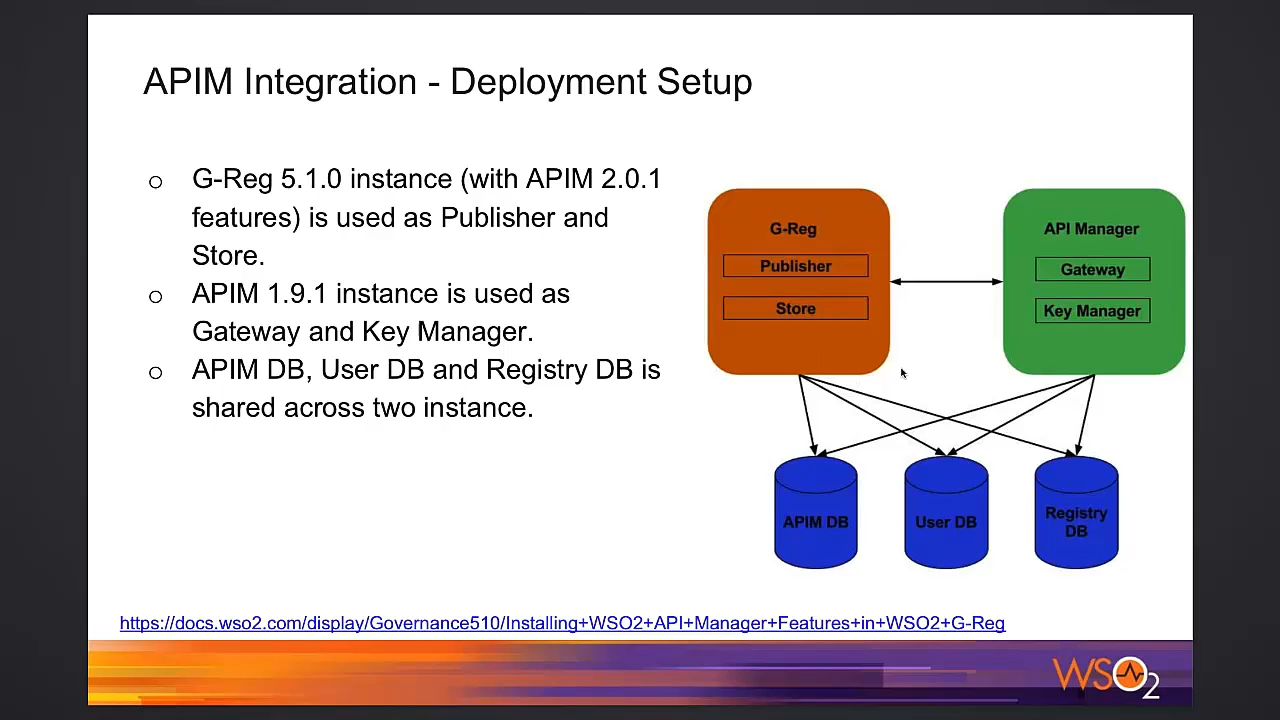 APIM Integration - Deployment Setup
o G-Reg 5.1.0 instance (with APIM 2.0.1
features) is used as Publisher and
Store.
o APIM 1.9.1 instance is used as
Gateway and Key Manager.
o APIM DB, User DB and Registry DB is
shared across two instance.
G-Reg
Publisher
Store
API Manager
Gateway
Key Manager
APIM DB
User DB
Registry
DB
https://docs.wso2.com/display/Governance510/Installing+WSO2+API+Manager+Features+in+WSO2+G-Reg
WSO2